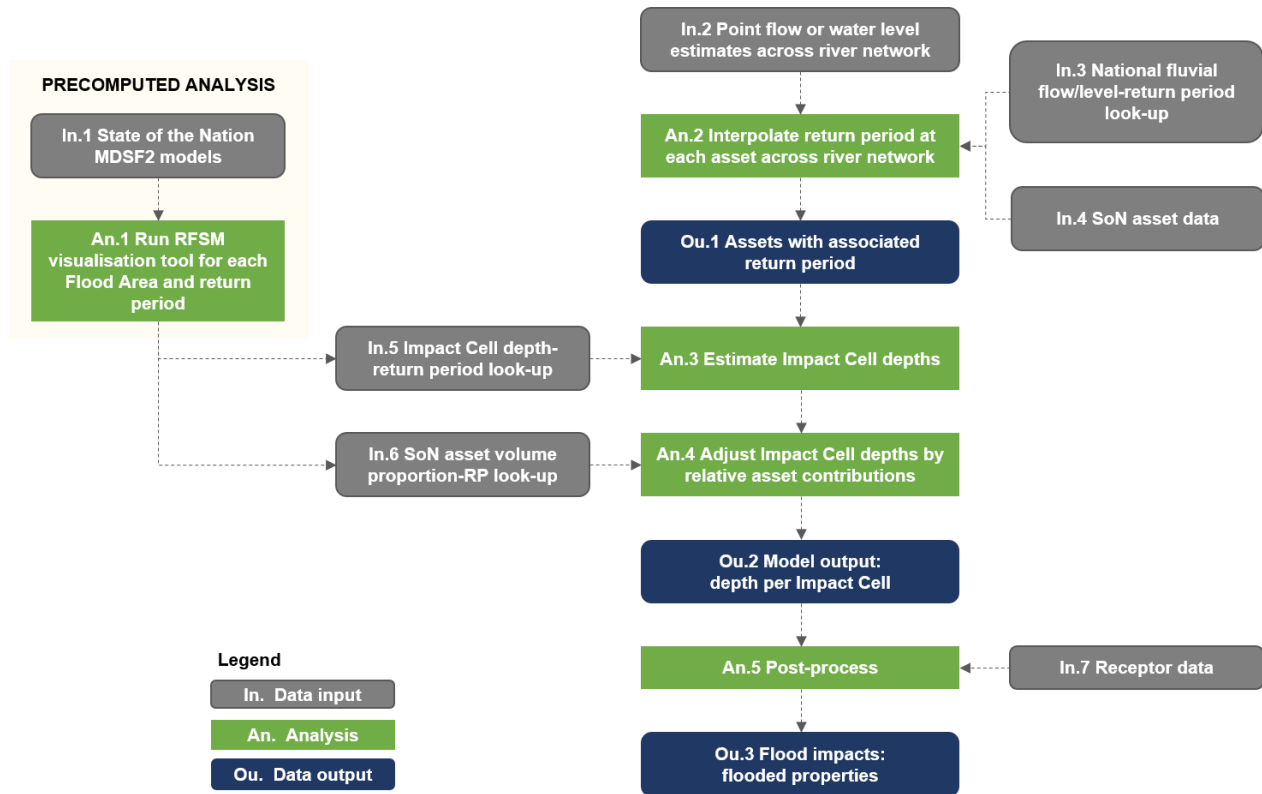 PRECOMPUTED ANALYSIS
In.1 State of the Nation
MDSF2 models
An.1 Run RFSM
visualisation tool for each
Flood Area and return
period
In.2 Point flow or water level
estimates across river network
In.3 National fluvial
flow/level-return period
look-up
An.2 Interpolate return period at
each asset across river network
In.4 SoN asset data
Ou.1 Assets with associated
return period
In.5 Impact Cell depth-
return period look-up
An.3 Estimate Impact Cell depths
In.6 SoN asset volume
proportion-RP look-up
An.4 Adjust Impact Cell depths by
relative asset contributions
Ou.2 Model output:
depth per Impact Cell
An.5 Post-process
In.7 Receptor data
Ou.3 Flood impacts:
flooded properties
Legend
In. Data input
An. Analysis
Ou. Data output